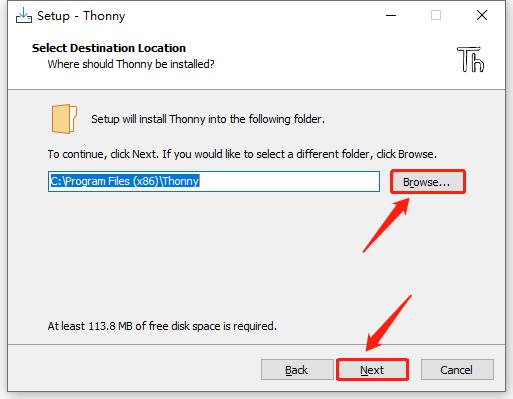 Setup - Thonny
Select Destination Location
Where should Thonny be installed?
Th
Setup will install Thonny into the following folder.
To continue, click Next. If you would like to select a different folder, click Browse.
C:\Program Files (x86)\Thonny
Browse...
At least 113.8 MB of free disk space is required.
Back
Next
Cancel